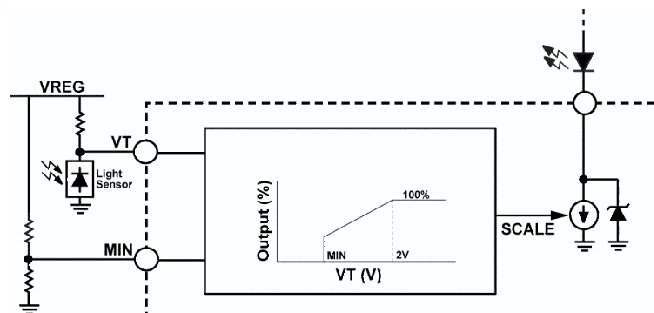 VREG
VT
Light
Sensor
100%
Output (%)
SCALE
MIN
MIN
2V
VT (V)